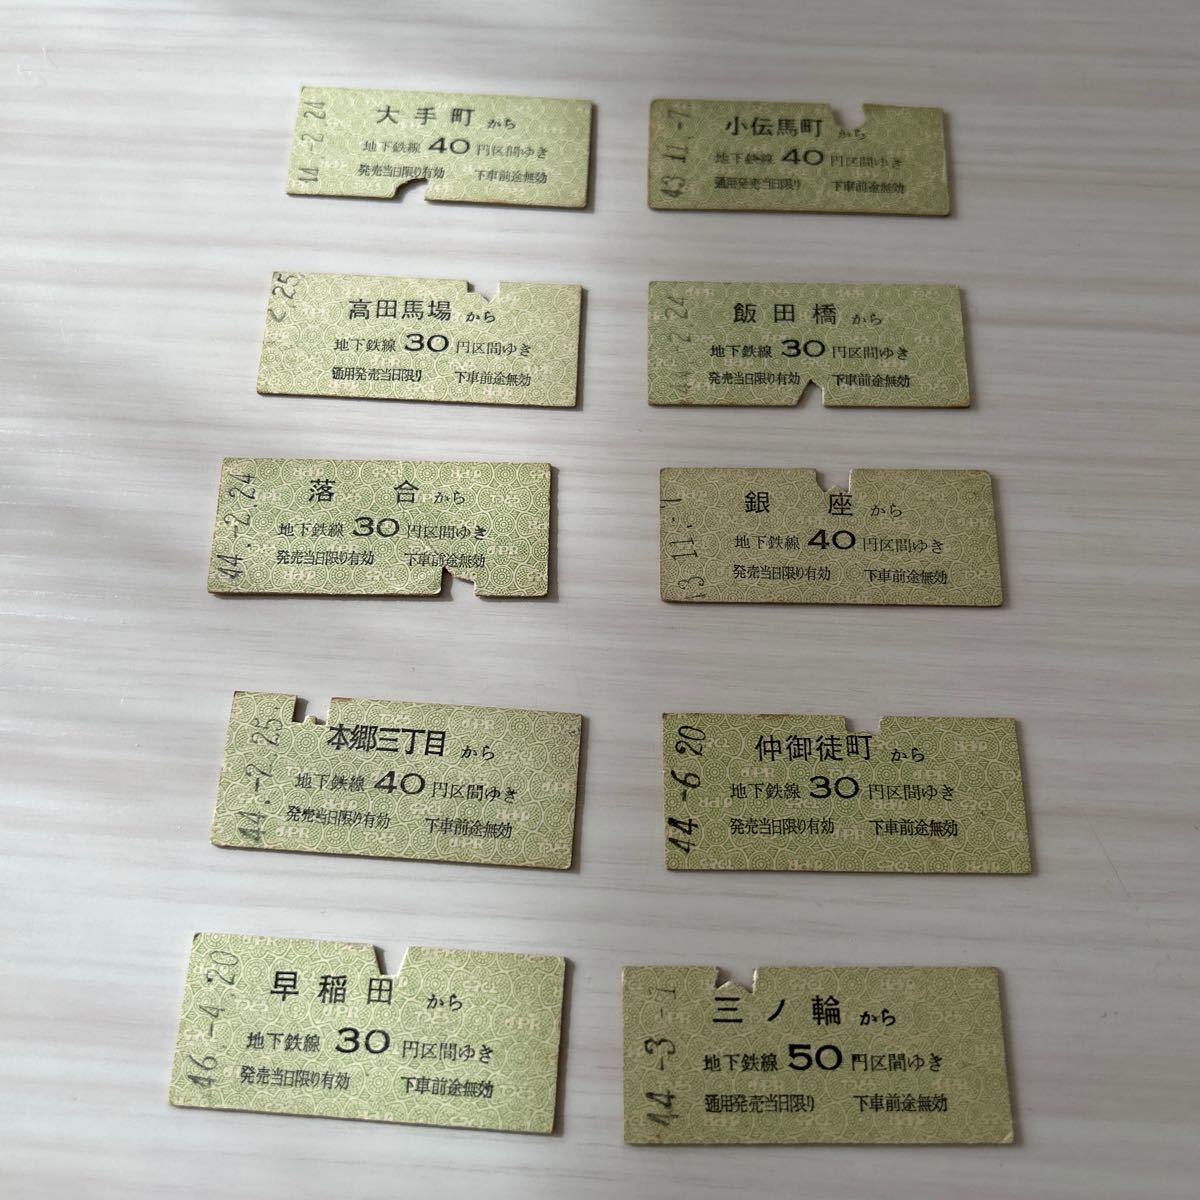 大手町から
地下鉄線 40 円区間ゆき
発売当日限り有効 下車前途無効
44.-2.24
小伝馬町から
地下鉄線 40 円区間ゆき
通用発売当日限り 下車前途無効
43.11.-7
高田馬場から
地下鉄線 30 円区間ゆき
通用発売当日限り 下車前途無効
2.25
飯田橋から
地下鉄線 30 円区間ゆき
発売当日限り有効 下車前途無効
44.-2.24
落合から
地下鉄線 30 円区間ゆき
発売当日限り有効 下車前途無効
44.-2.24
銀座から
地下鉄線 40 円区間ゆき
発売当日限り有効 下車前途無効
本郷三丁目から
地下鉄線 40 円区間ゆき
発売当日限り有効 下車前途無効
44.-2.25.
仲御徒町から
地下鉄線 30 円区間ゆき
発売当日限り有効 下車前途無効
44.-6.20
早稲田から
地下鉄線 30 円区間ゆき
発売当日限り有効 下車前途無効
46.-4.20
三ノ輪から
地下鉄線 50 円区間ゆき
通用発売当日限り 下車前途無効
44.-3.-1